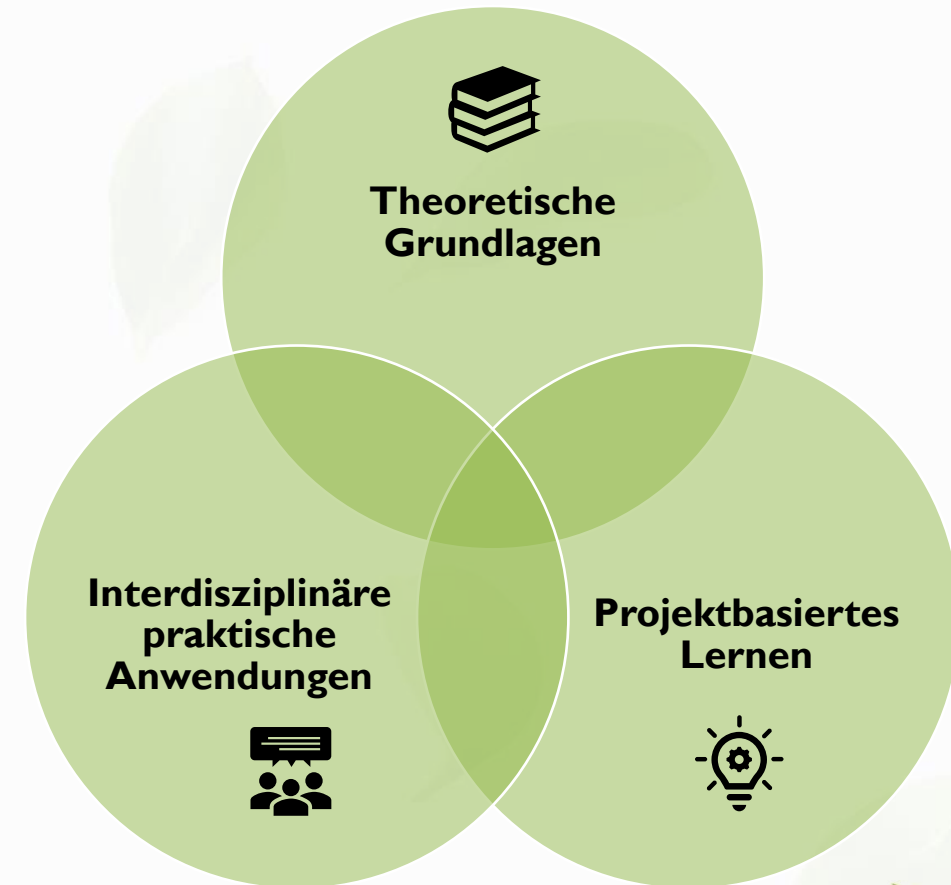 Theoretische
Grundlagen
Interdisziplinäre
praktische
Anwendungen
Projektbasiertes
Lernen